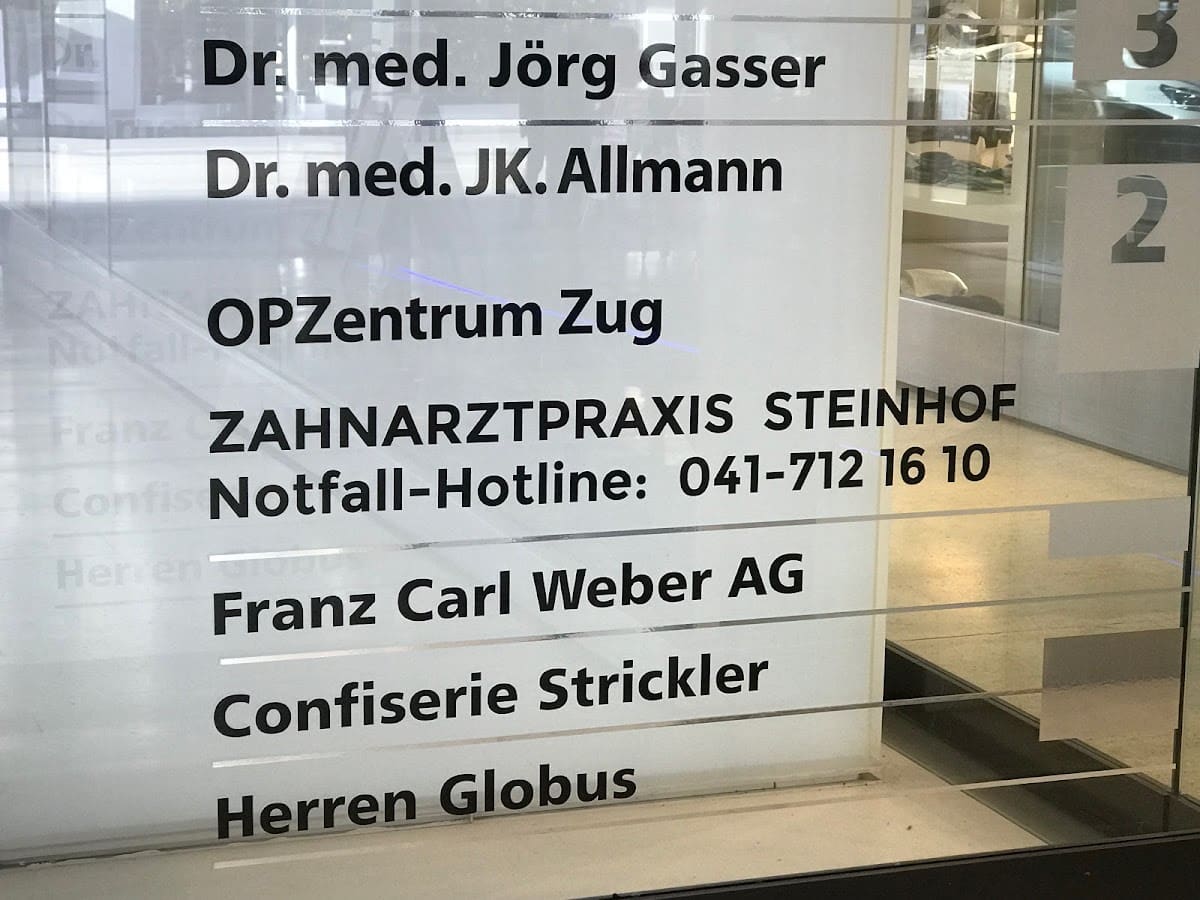 3
Dr. med. Jörg Gasser
Dr. med. JK. Allmann
2
OPZentrum Zug
ZAHNARZTPRAXIS STEINHOF
Notfall-Hotline: 041-712 16 10
Franz Carl Weber AG
Confiserie Strickler
Herren Globus